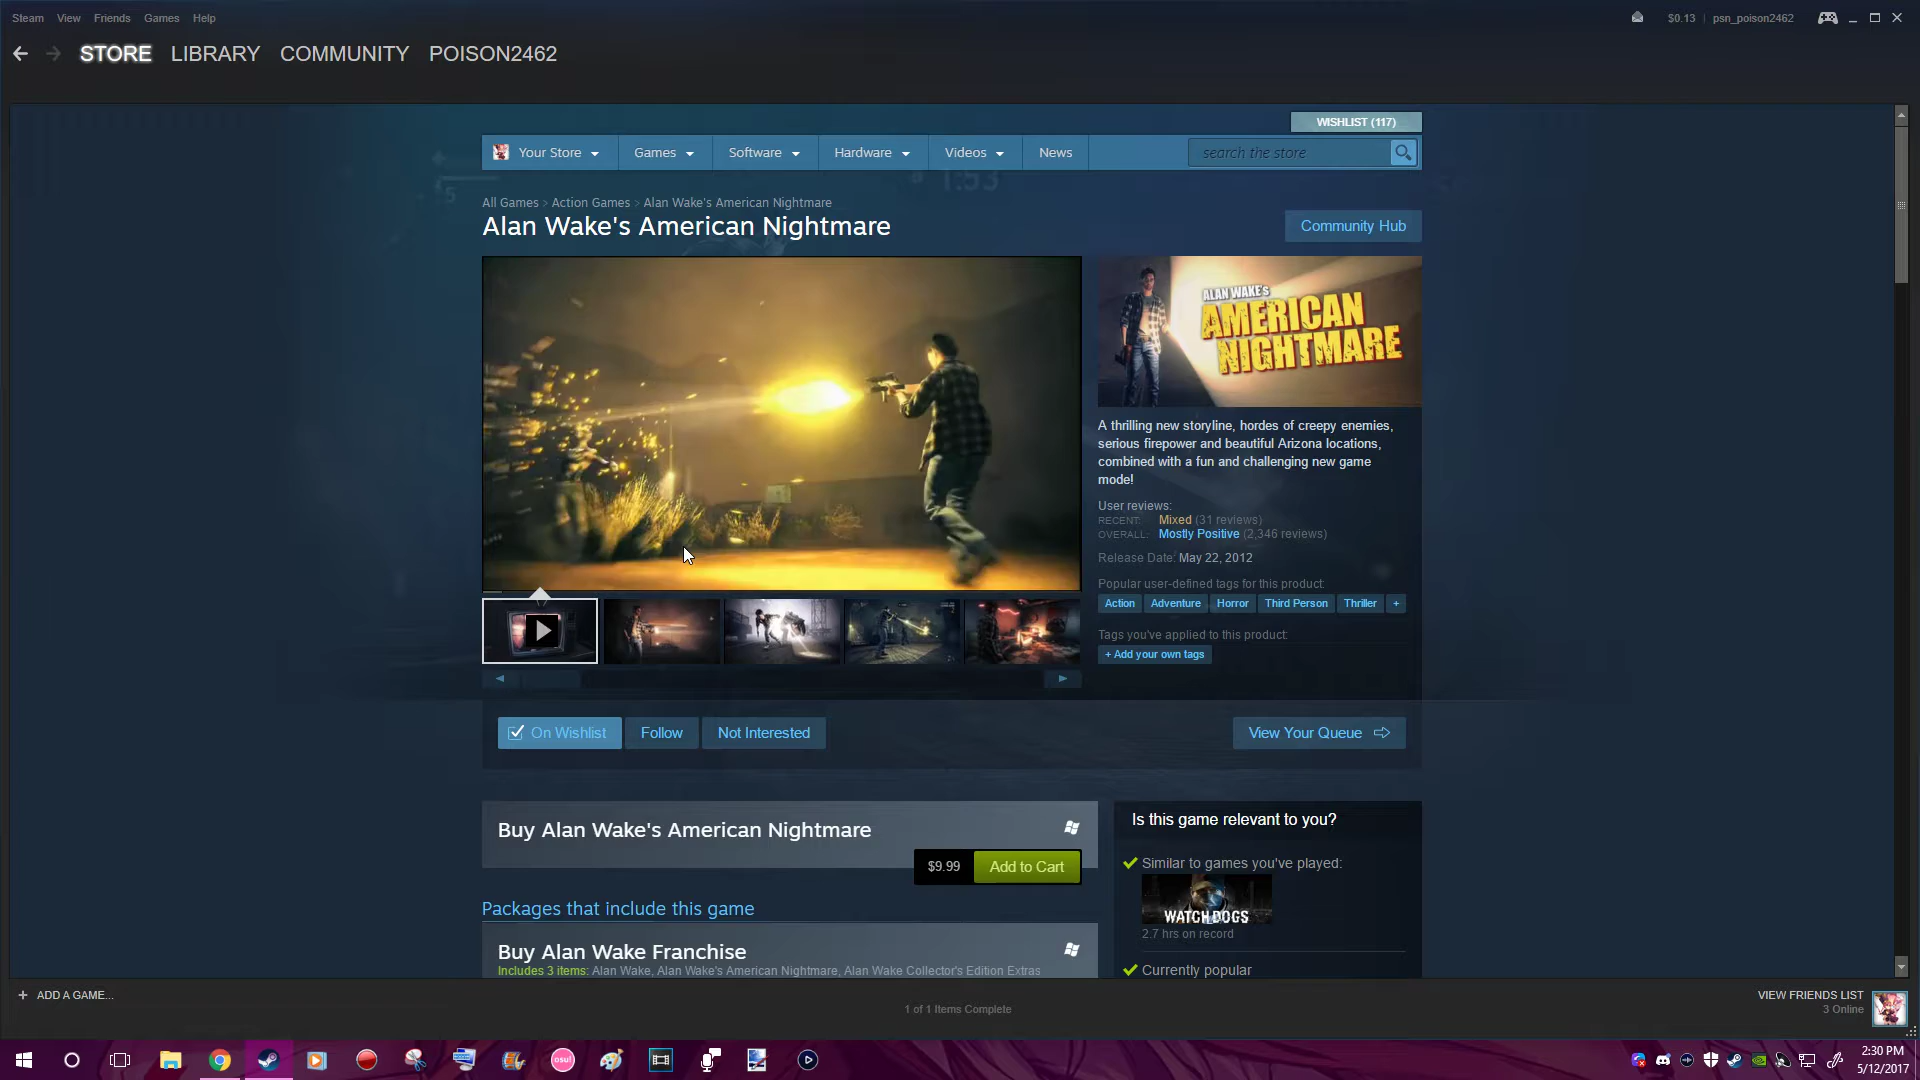 Steam View Friends Games Help
$0.13 psn_poison2462
STORE LIBRARY COMMUNITY POISON2462
WISHLIST (117)
Your Store Games Software Hardware Videos News
search the store
All Games > Action Games > Alan Wake's American Nightmare
Alan Wake's American Nightmare
Community Hub
ALAN WAKE'S
AMERICAN
NIGHTMARE
A thrilling new storyline, hordes of creepy enemies,
serious firepower and beautiful Arizona locations,
combined with a fun and challenging new game
mode!
User reviews:
RECENT: Mixed (31 reviews)
OVERALL: Mostly Positive (2,346 reviews)
Release Date: May 22, 2012
Popular user-defined tags for this product:
Action Adventure Horror Third Person Thriller +
Tags you've applied to this product:
+ Add your own tags
On Wishlist Follow Not Interested
View Your Queue
Buy Alan Wake's American Nightmare
$9.99 Add to Cart
Packages that include this game
Buy Alan Wake Franchise
Includes 3 items: Alan Wake, Alan Wake's American Nightmare, Alan Wake Collector's Edition Extras
Is this game relevant to you?
Similar to games you've played:
WATCH DOGS
2.7 hrs on record
Currently popular
+ ADD A GAME...
1 of 1 Items Complete
VIEW FRIENDS LIST
3 Online
osu!
2:30 PM
5/12/2017